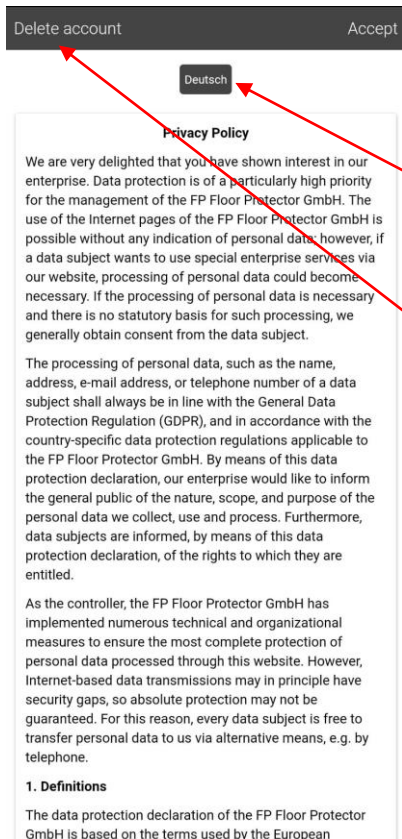 Delete account Accept
Deutsch
Privacy Policy
We are very delighted that you have shown interest in our
enterprise. Data protection is of a particularly high priority
for the management of the FP Floor Protector GmbH. The
use of the Internet pages of the FP Floor Protector GmbH is
possible without any indication of personal data; however, if
a data subject wants to use special enterprise services via
our website, processing of personal data could become
necessary. If the processing of personal data is necessary
and there is no statutory basis for such processing, we
generally obtain consent from the data subject.
The processing of personal data, such as the name,
address, e-mail address, or telephone number of a data
subject shall always be in line with the General Data
Protection Regulation (GDPR), and in accordance with the
country-specific data protection regulations applicable to
the FP Floor Protector GmbH. By means of this data
protection declaration, our enterprise would like to inform
the general public of the nature, scope, and purpose of the
personal data we collect, use and process. Furthermore,
data subjects are informed, by means of this data
protection declaration, of the rights to which they are
entitled.
As the controller, the FP Floor Protector GmbH has
implemented numerous technical and organizational
measures to ensure the most complete protection of
personal data processed through this website. However,
Internet-based data transmissions may in principle have
security gaps, so absolute protection may not be
guaranteed. For this reason, every data subject is free to
transfer personal data to us via alternative means, e.g. by
telephone.
1. Definitions
The data protection declaration of the FP Floor Protector
GmbH is based on the terms used by the European